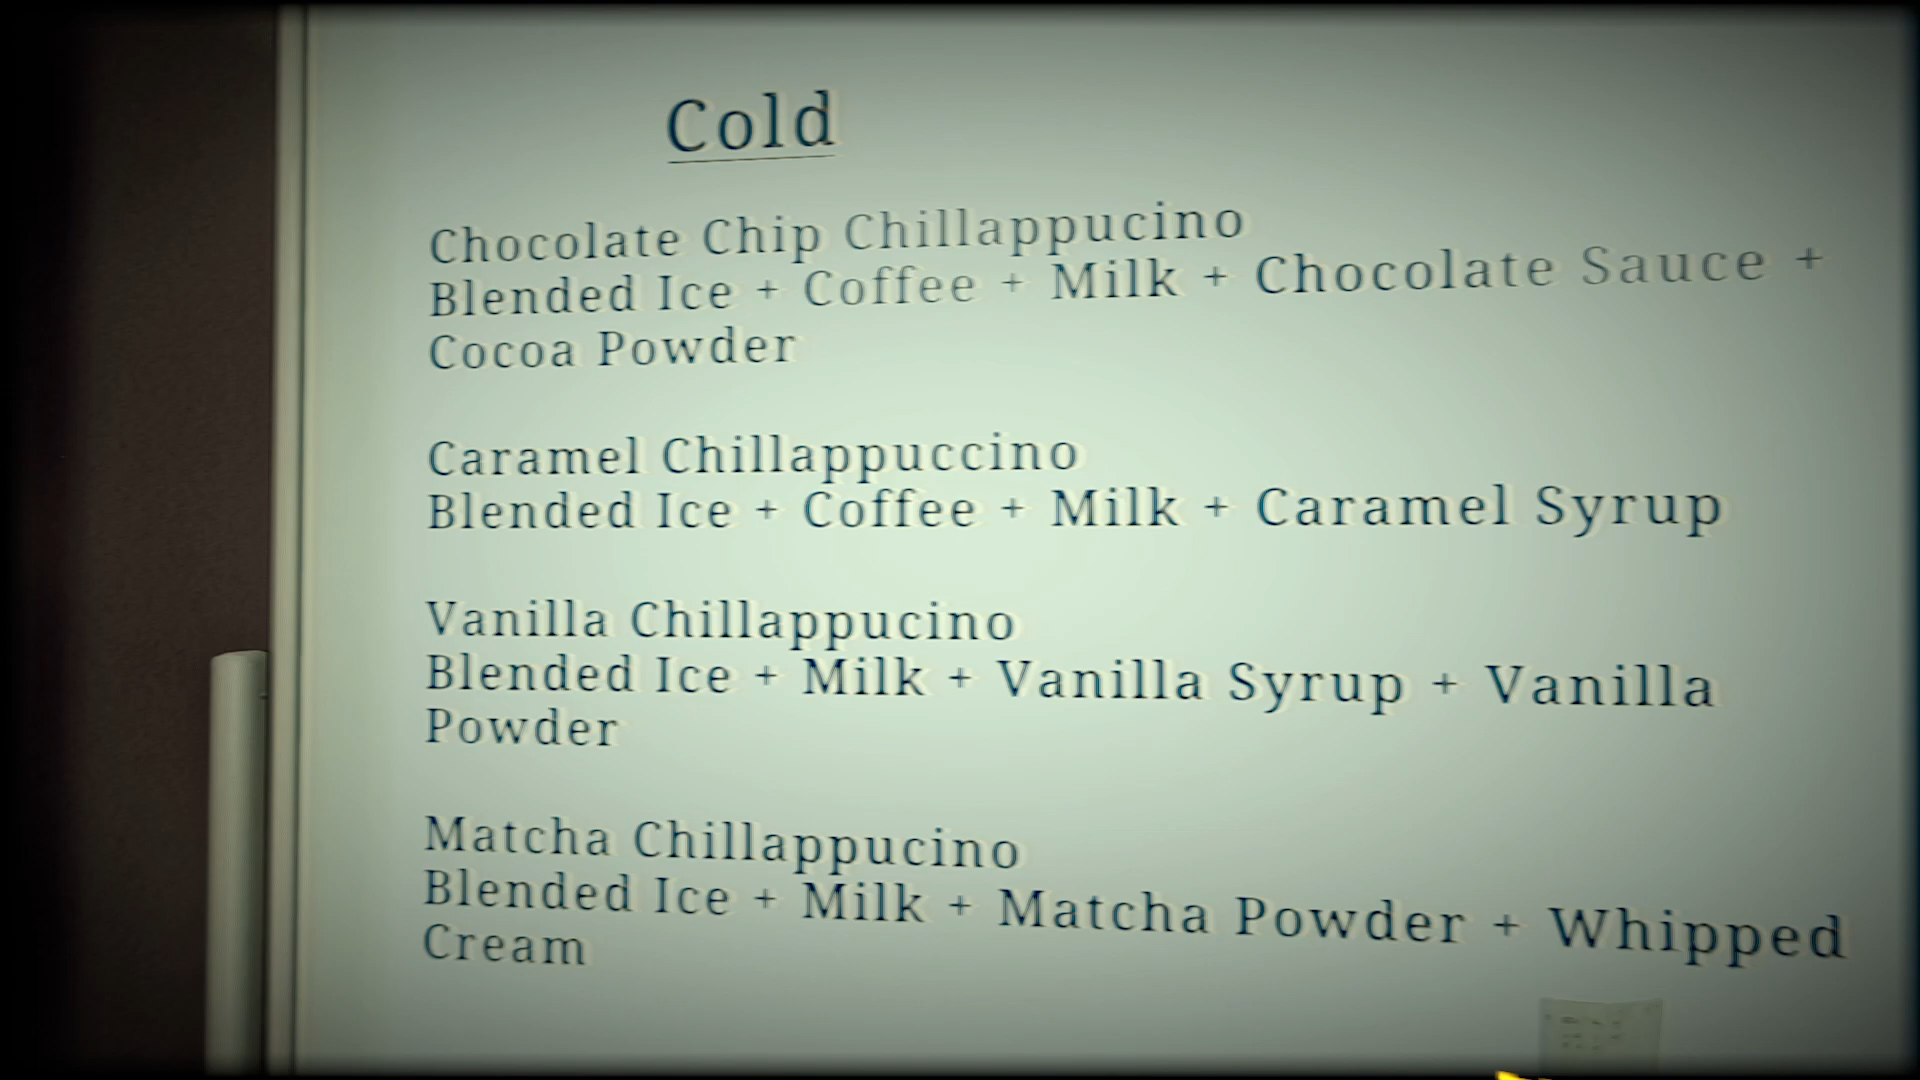 Cold
Chocolate Chip Chillappucino
Blended Ice + Coffee + Milk + Chocolate Sauce +
Cocoa Powder
Caramel Chillappuccino
Blended Ice + Coffee + Milk + Caramel Syrup
Vanilla Chillappucino
Blended Ice + Milk + Vanilla Syrup + Vanilla
Powder
Matcha Chillappucino
Blended Ice + Milk + Matcha Powder + Whipped
Cream